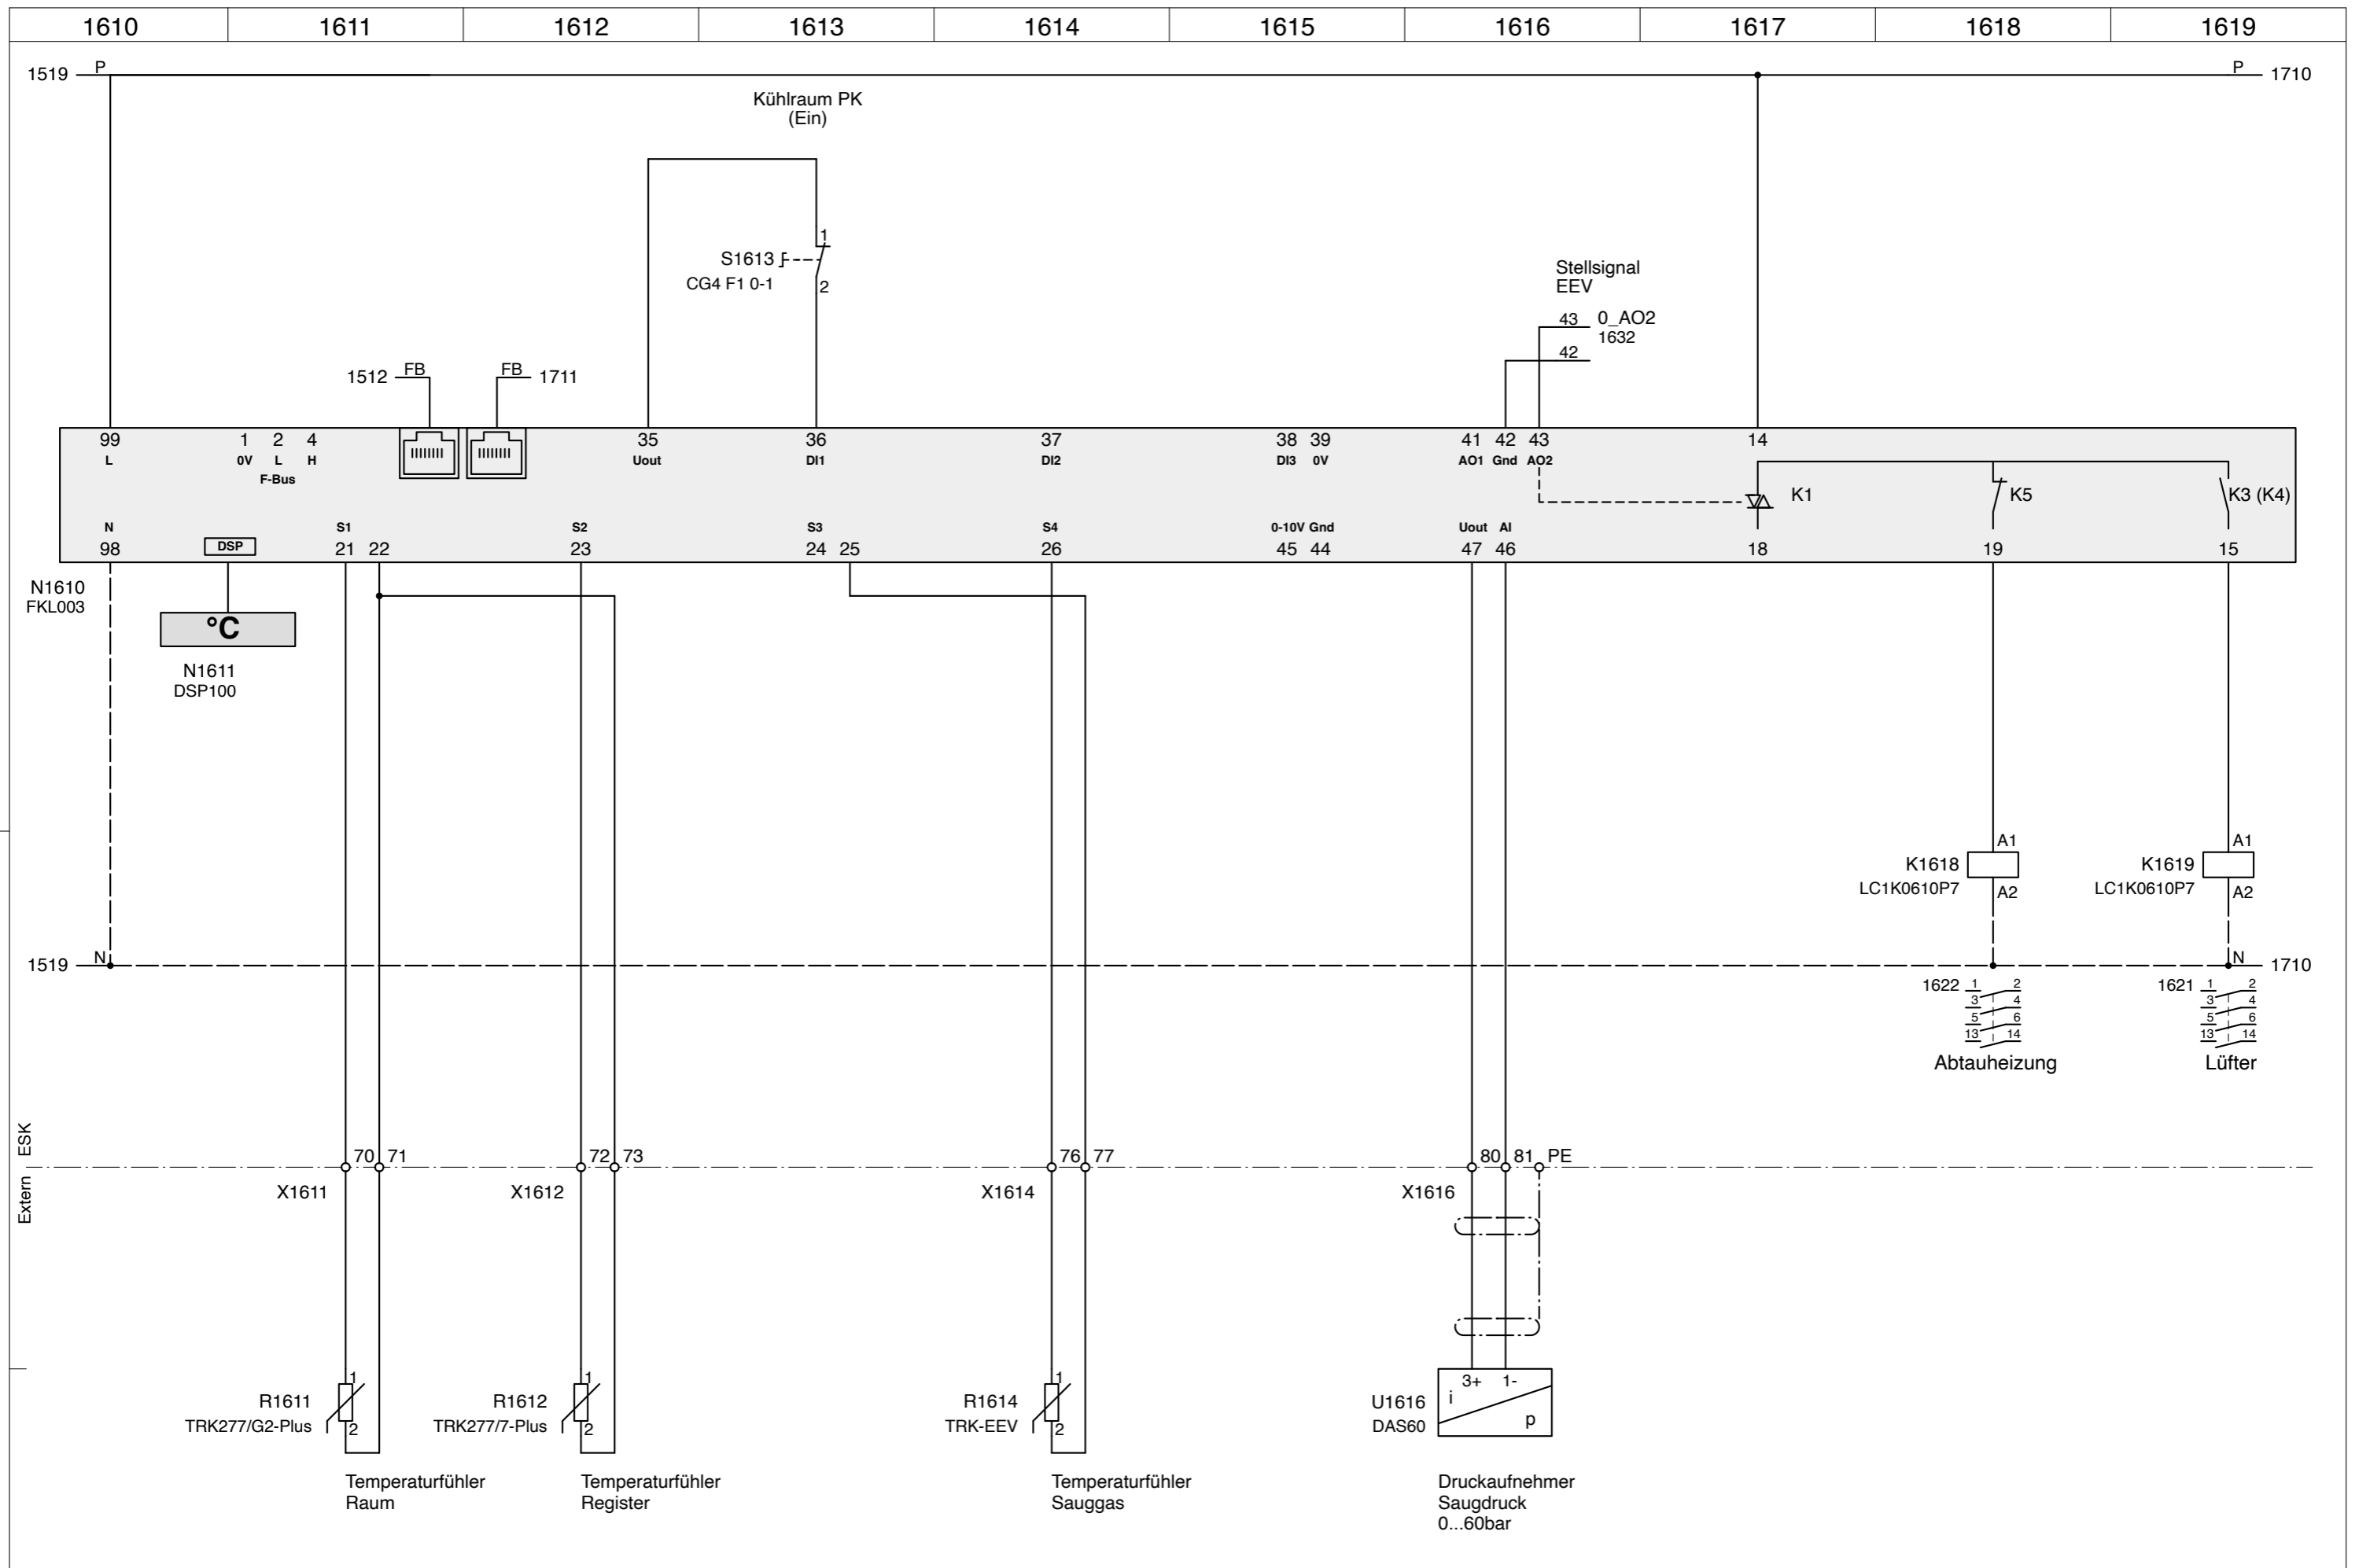 1610 1611 1612 1613 1614 1615 1616 1617 1618 1619
1519 P P 1710
Kühlraum PK
(Ein)
1
S1613
CG4 F1 0-1 2
Stellsignal
EEV
43 0_AO2
1632
42
1512 FB FB 1711
99 1 2 4 35 36 37 38 39 41 42 43 14
L 0V L H Uout DI1 DI2 DI3 0V AO1 Gnd AO2
F-Bus
K1 K5 K3 (K4)
N S1 S2 S3 S4 0-10V Gnd Uout AI
98 DSP 21 22 23 24 25 26 45 44 47 46 18 19 15
N1610
FKL003
°C
N1611
DSP100
A1 A1
K1618 K1619
LC1K0610P7 A2 LC1K0610P7 A2
1519 N N 1710
1622 1 2 1621 1 2
3 4 3 4
5 6 5 6
13 14 13 14
Abtauheizung Lüfter
ESK
70 71 72 73 76 77 80 81 PE
Extern
X1611 X1612 X1614 X1616
1 1 1 3+ 1-
R1611 R1612 R1614 U1616 i
TRK277/G2-Plus 2 TRK277/7-Plus 2 TRK-EEV 2 DAS60 p
Temperaturfühler
Raum
Temperaturfühler
Register
Temperaturfühler
Sauggas
Druckaufnehmer
Saugdruck
0...60bar